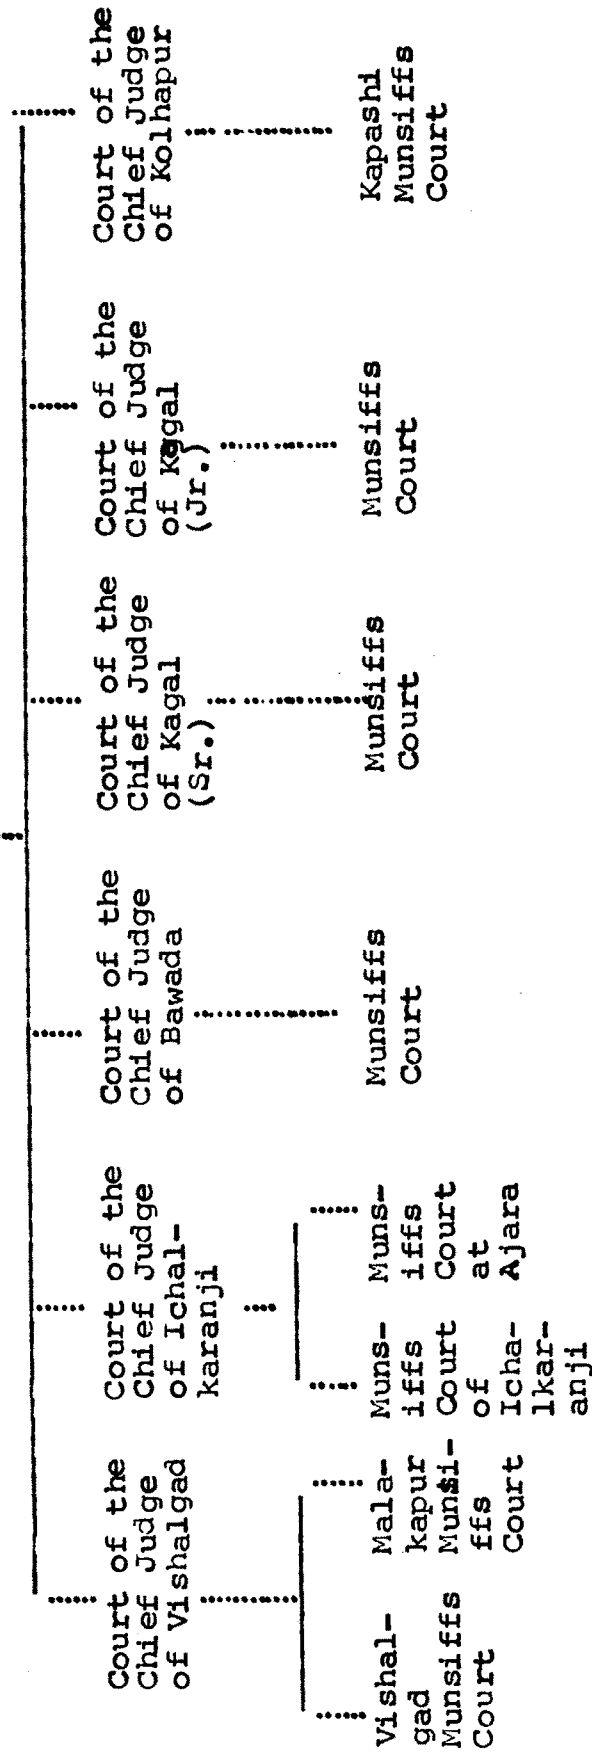 Court of the
Chief Judge
of Vishalgad
Court of the
Chief Judge
of Ichal-
karanji
Court of the
Chief Judge
of Bawada
Court of the
Chief Judge
of Kagal
(Sr.)
Court of the
Chief Judge
of Kagal
(Jr.)
Court of the
Chief Judge
of Kolhapur
Vishal-
gad
Munsiffs
Court
Mala-
kapur
Munsi-
ffs
Court
Muns-
iffs
Court
of
Icha-
lkar-
anji
Muns-
iffs
Court
at
Ajara
Munsiffs
Court
Munsiffs
Court
Munsiffs
Court
Kapashi
Munsiffs
Court